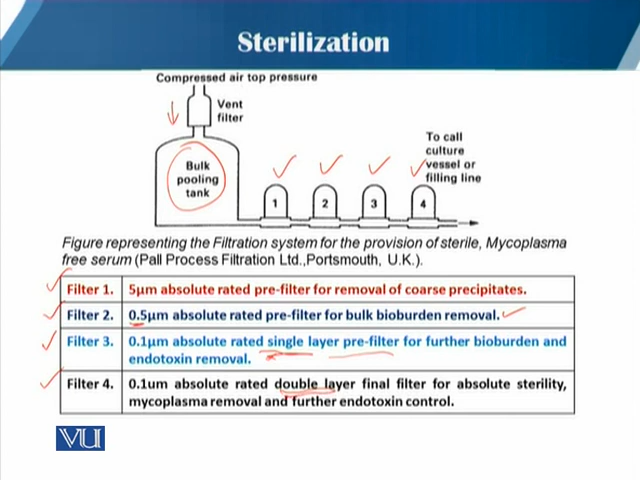 Sterilization
Compressed air top pressure
Vent
filter
Bulk
pooling
tank
To call
culture
vessel or
filling line
1
2
3
4
Figure representing the Filtration system for the provision of sterile, Mycoplasma
free serum (Pall Process Filtration Ltd.,Portsmouth, U.K.).
Filter 1. 5µm absolute rated pre-filter for removal of coarse precipitates.
Filter 2. 0.5µm absolute rated pre-filter for bulk bioburden removal.
Filter 3. 0.1µm absolute rated single layer pre-filter for further bioburden and
endotoxin removal.
Filter 4. 0.1um absolute rated double layer final filter for absolute sterility,
mycoplasma removal and further endotoxin control.
VU